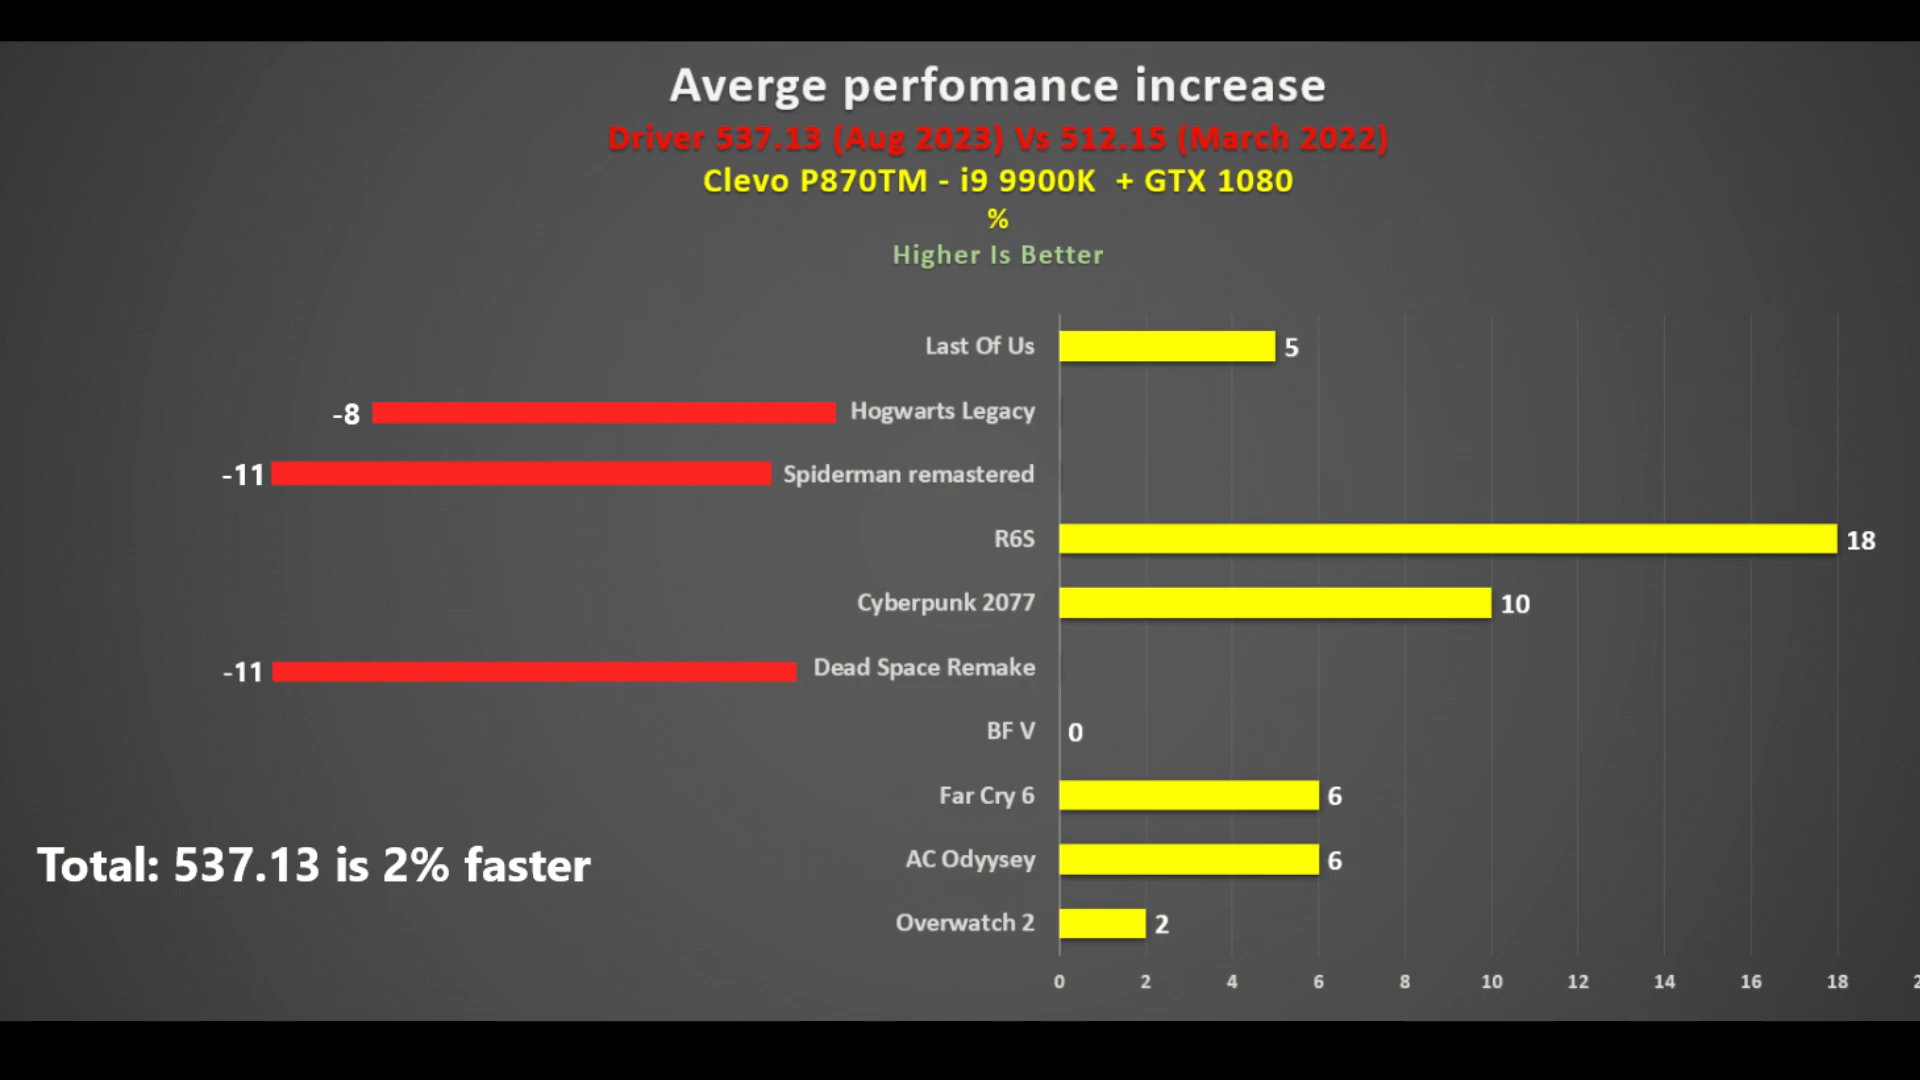 Averge perfomance increase
Driver 537.13 (Aug 2023) Vs 512.15 (March 2022)
Clevo P870TM - i9 9900K + GTX 1080
%
Higher Is Better
Last Of Us 5
-8 Hogwarts Legacy
-11 Spiderman remastered
R6S 18
Cyberpunk 2077 10
-11 Dead Space Remake
BF V 0
Far Cry 6 6
AC Odyysey 6
Overwatch 2 2
Total: 537.13 is 2% faster
0 2 4 6 8 10 12 14 16 18